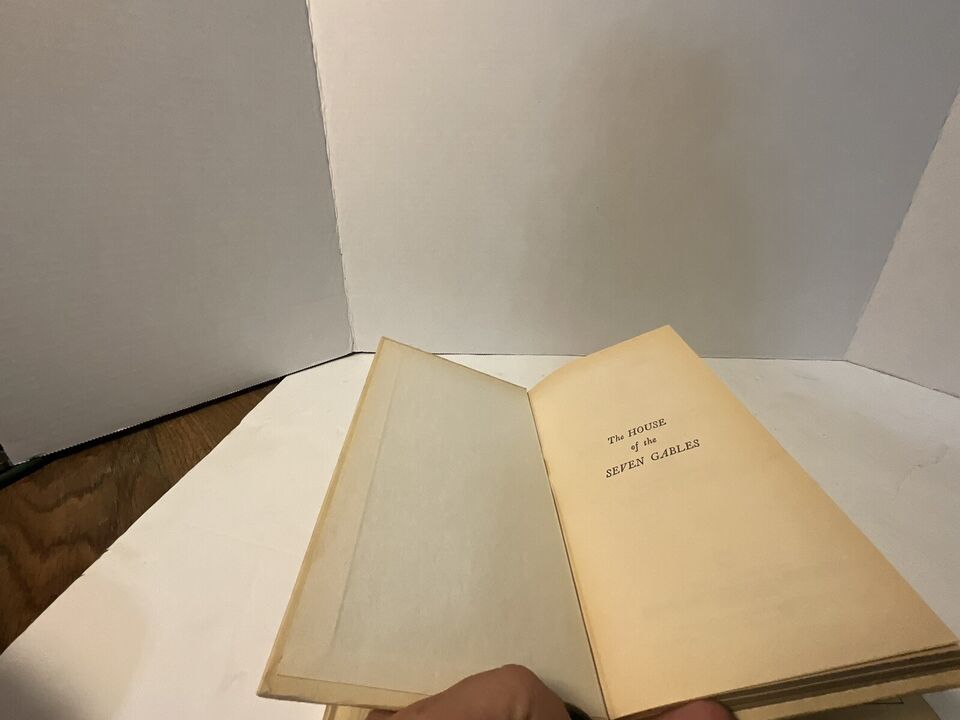 The HOUSE
of the
SEVEN GABLES